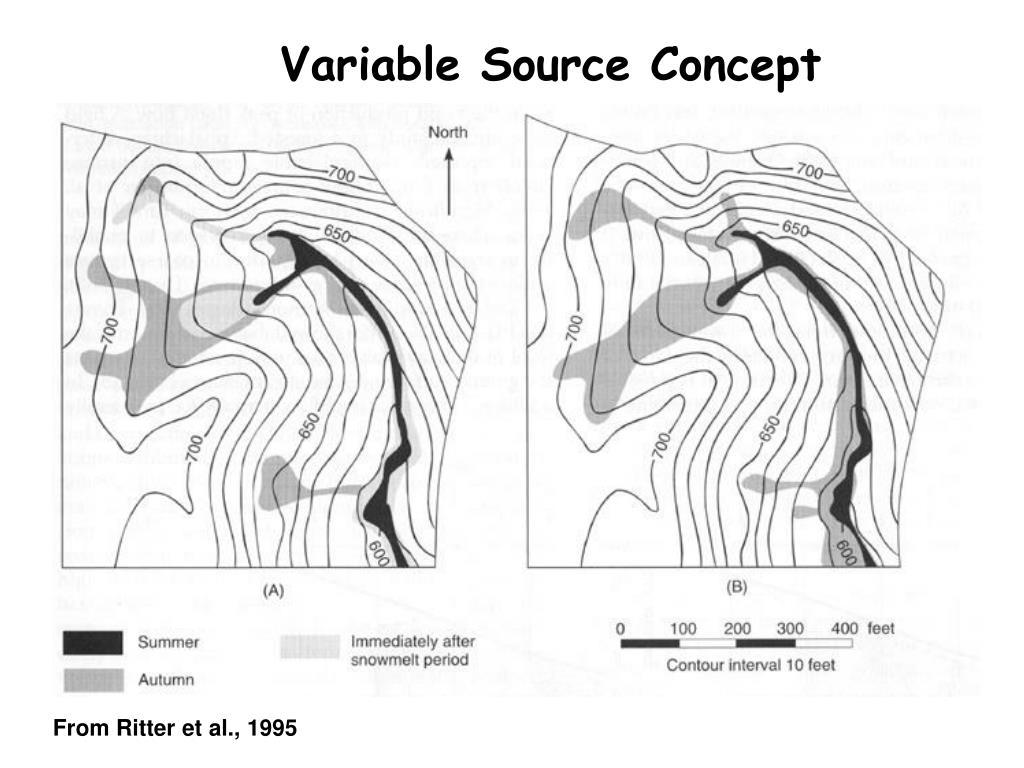 Variable Source Concept
North
700
650
700
700
650
600
(A)
700
650
700
700
650
600
(B)
Summer
Autumn
Immediately after
snowmelt period
0 100 200 300 400 feet
Contour interval 10 feet
From Ritter et al., 1995